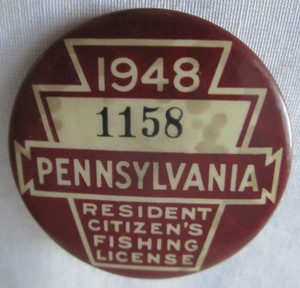 1948
1158
PENNSYLVANIA
RESIDENT
CITIZEN'S
FISHING
LICENSE